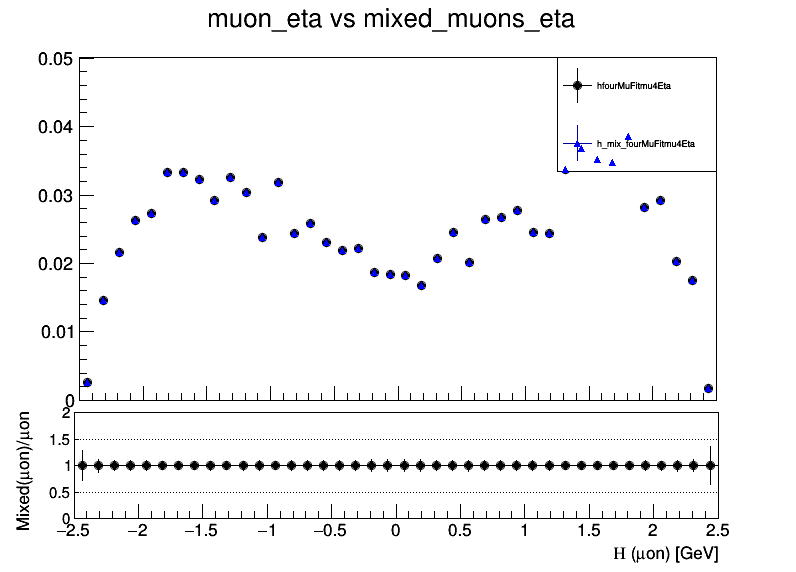 muon_eta vs mixed_muons_eta
0.05
hfourMuFitmu4Eta
0.04
h_mix_fourMuFitmu4Eta
0.03
0.02
0.01
0
2
1.5
1
0.5
0
Mixed(μon)/μon
−2.5 −2 −1.5 −1 −0.5 0 0.5 1 1.5 2 2.5
Η (μon) [GeV]